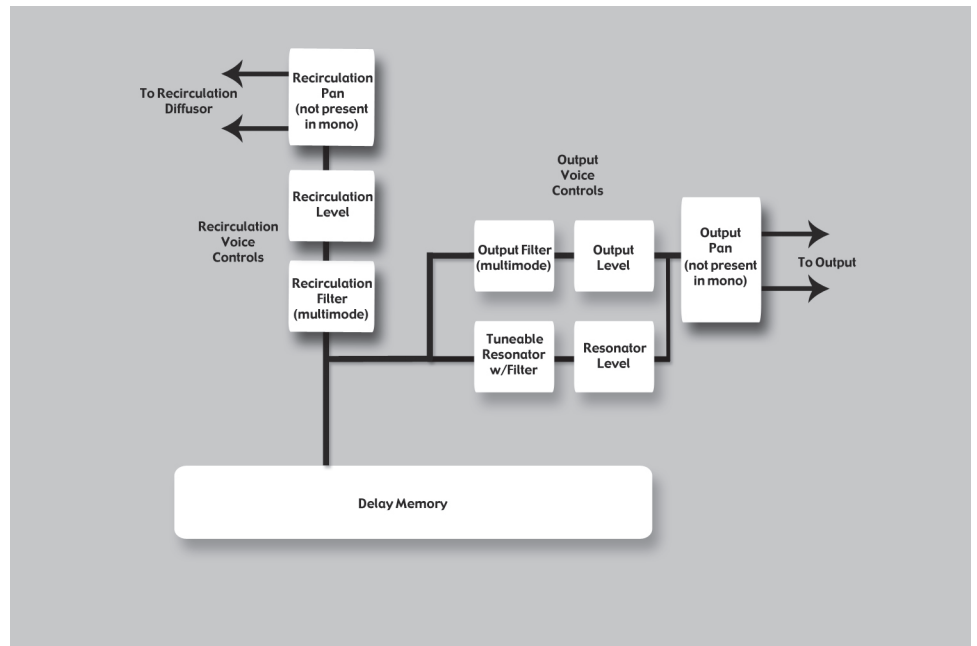 Recirculation
Pan
(not present
in mono)
To Recirculation
Diffusor
Recirculation
Level
Recirculation
Voice
Controls
Recirculation
Filter
(multimode)
Output
Voice
Controls
Output Filter
(multimode)
Output
Level
Output
Pan
(not present
in mono)
To Output
Tuneable
Resonator
w/Filter
Resonator
Level
Delay Memory